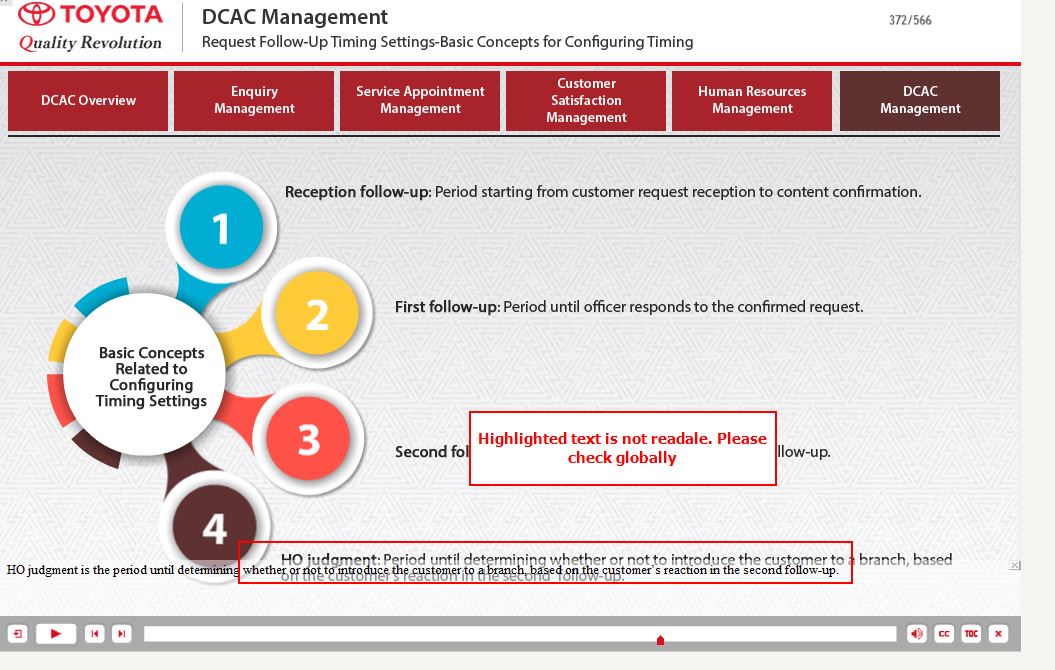 TOYOTA
Quality Revolution
DCAC Management
Request Follow-Up Timing Settings-Basic Concepts for Configuring Timing
372/566
DCAC Overview
Enquiry
Management
Service Appointment
Management
Customer
Satisfaction
Management
Human Resources
Management
DCAC
Management
1
Reception follow-up: Period starting from customer request reception to content confirmation.
2
First follow-up: Period until officer responds to the confirmed request.
Basic Concepts
Related to
Configuring
Timing Settings
3
Second fol
Highlighted text is not readale. Please
check globally
llow-up.
4
HO judgment: Period until determining whether or not to introduce the customer to a branch, based
on the customer's reaction in the second follow-up.
HO judgment is the period until determining whether or not to introduce the customer to a branch, based on the customer's reaction in the second follow-up.
CC
TOC